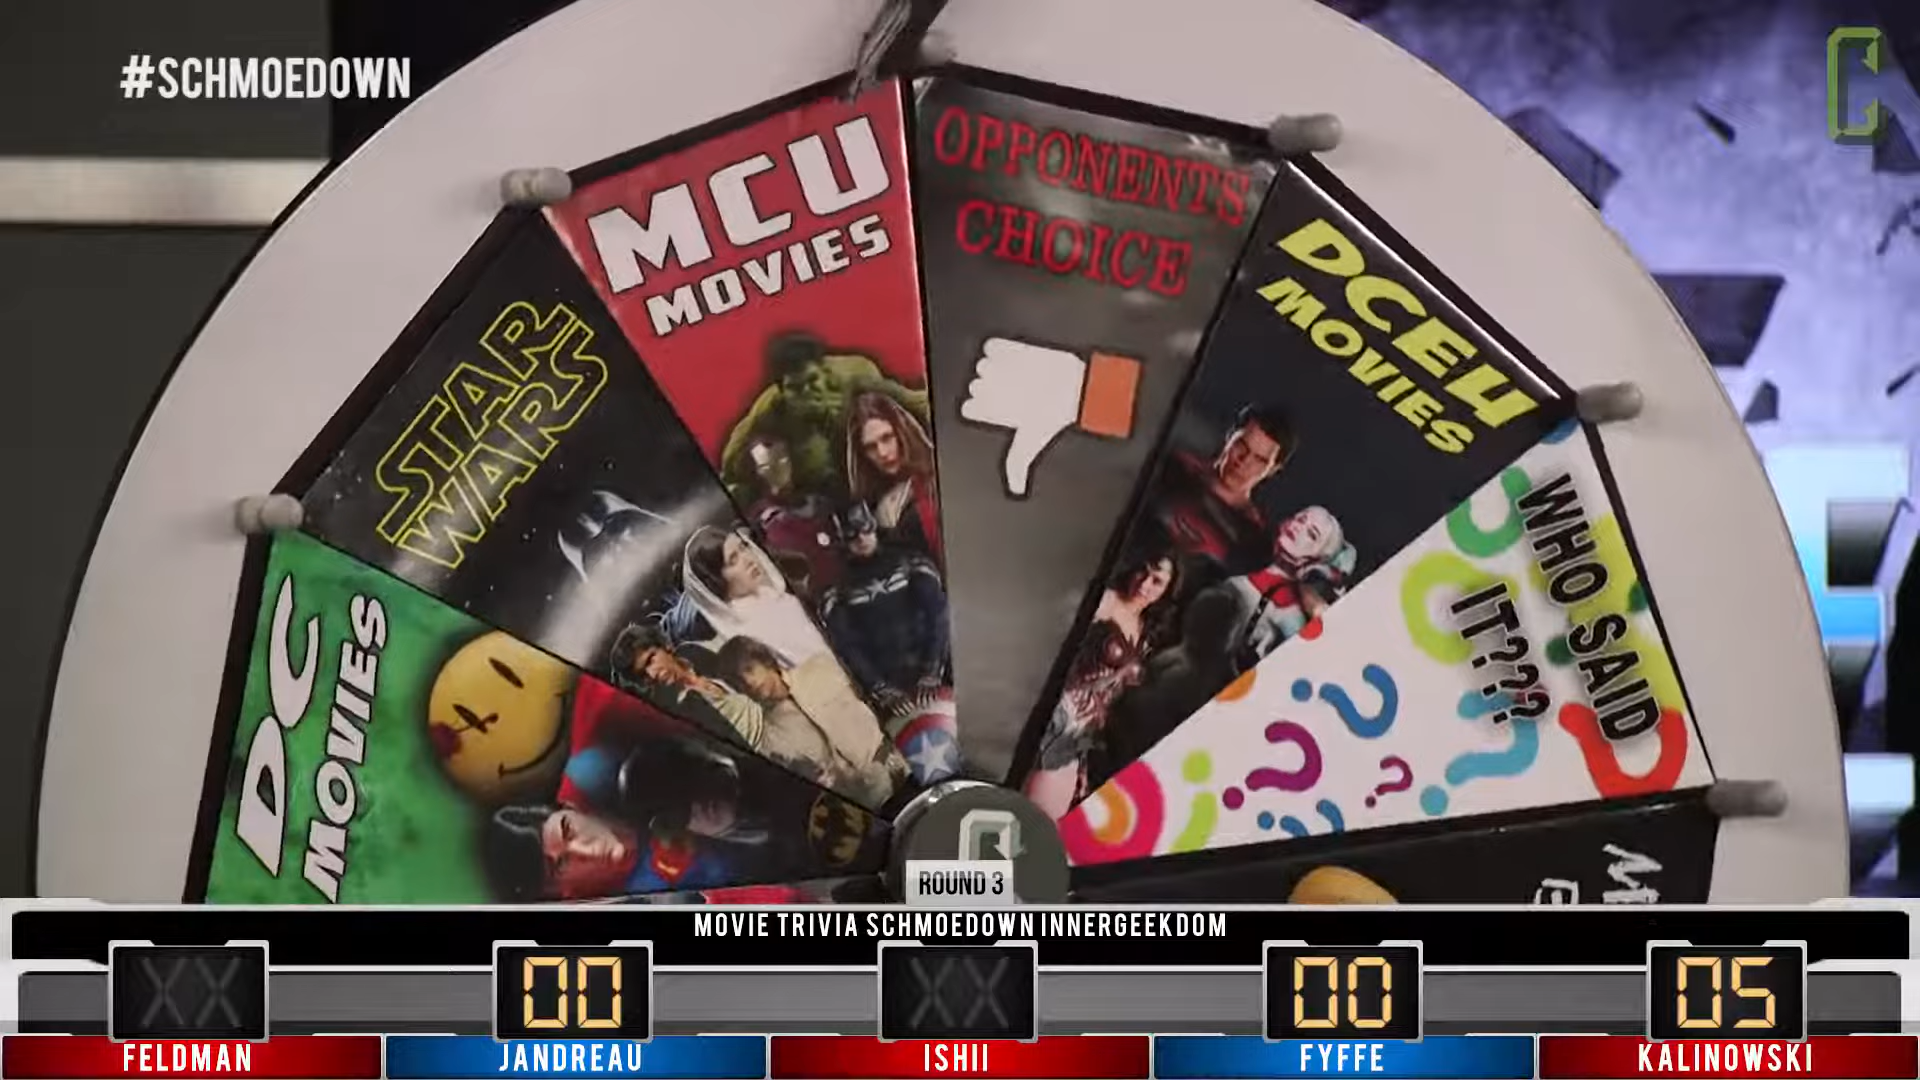 #SCHMOEDOWN
MCU
MOVIES
OPPONENTS
CHOICE
DCEU
MOVIES
STAR
WARS
WHO SAID
IT???
DC
MOVIES
ROUND 3
MOVIE TRIVIA SCHMOEDOWN INNERGEEKDOM
XX
00
XX
00
05
FELDMAN
JANDREAU
ISHII
FYFFE
KALINOWSKI